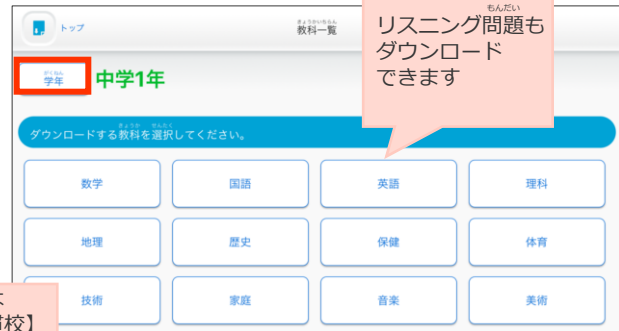 トップ
きょうかいちらん
教科一覧
もんだい
リスニング問題も
ダウンロード
できます
がくねん
学年
中学1年
きょうか せんたく
ダウンロードする教科を選択してください。
数学 国語 英語 理科
地理 歴史 保健 体育
技術 家庭 音楽 美術
校】